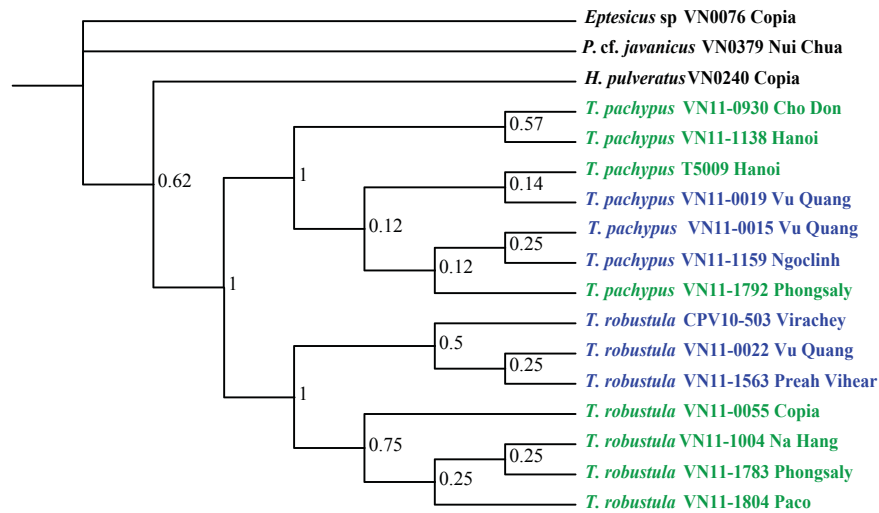 Eptesicus sp VN0076 Copia
P. cf. javanicus VN0379 Nui Chua
H. pulveratus VN0240 Copia
T. pachypus VN11-0930 Cho Don
0.57
T. pachypus VN11-1138 Hanoi
T. pachypus T5009 Hanoi
0.62
1
0.14
T. pachypus VN11-0019 Vu Quang
0.12
T. pachypus VN11-0015 Vu Quang
0.25
T. pachypus VN11-1159 Ngoclinh
0.12
1
T. pachypus VN11-1792 Phongsaly
T. robustula CPV10-503 Virachey
0.5
T. robustula VN11-0022 Vu Quang
0.25
T. robustula VN11-1563 Preah Vihear
1
T. robustula VN11-0055 Copia
0.75
T. robustula VN11-1004 Na Hang
0.25
T. robustula VN11-1783 Phongsaly
0.25
T. robustula VN11-1804 Paco